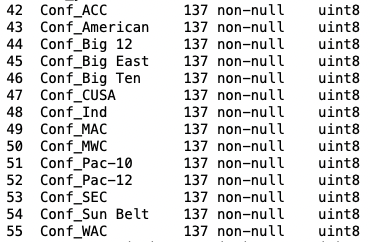 42 Conf_ACC 137 non-null uint8
43 Conf_American 137 non-null uint8
44 Conf_Big 12 137 non-null uint8
45 Conf_Big East 137 non-null uint8
46 Conf_Big Ten 137 non-null uint8
47 Conf_CUSA 137 non-null uint8
48 Conf_Ind 137 non-null uint8
49 Conf_MAC 137 non-null uint8
50 Conf_MWC 137 non-null uint8
51 Conf_Pac-10 137 non-null uint8
52 Conf_Pac-12 137 non-null uint8
53 Conf_SEC 137 non-null uint8
54 Conf_Sun Belt 137 non-null uint8
55 Conf_WAC 137 non-null uint8